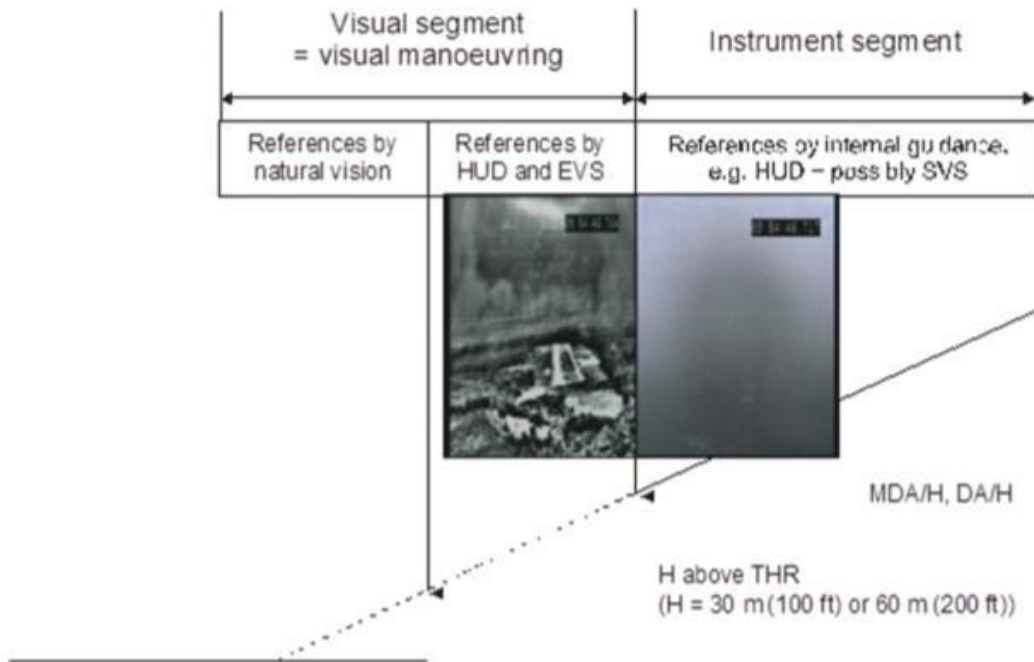 Visual segment
= visual manoeuvring
Instrument segment
References by
natural vision
References by
HUD and EVS
References by internal guidance,
e.g. HUD – possibly SVS
MDA/H, DA/H
H above THR
(H = 30 m (100 ft) or 60 m (200 ft))